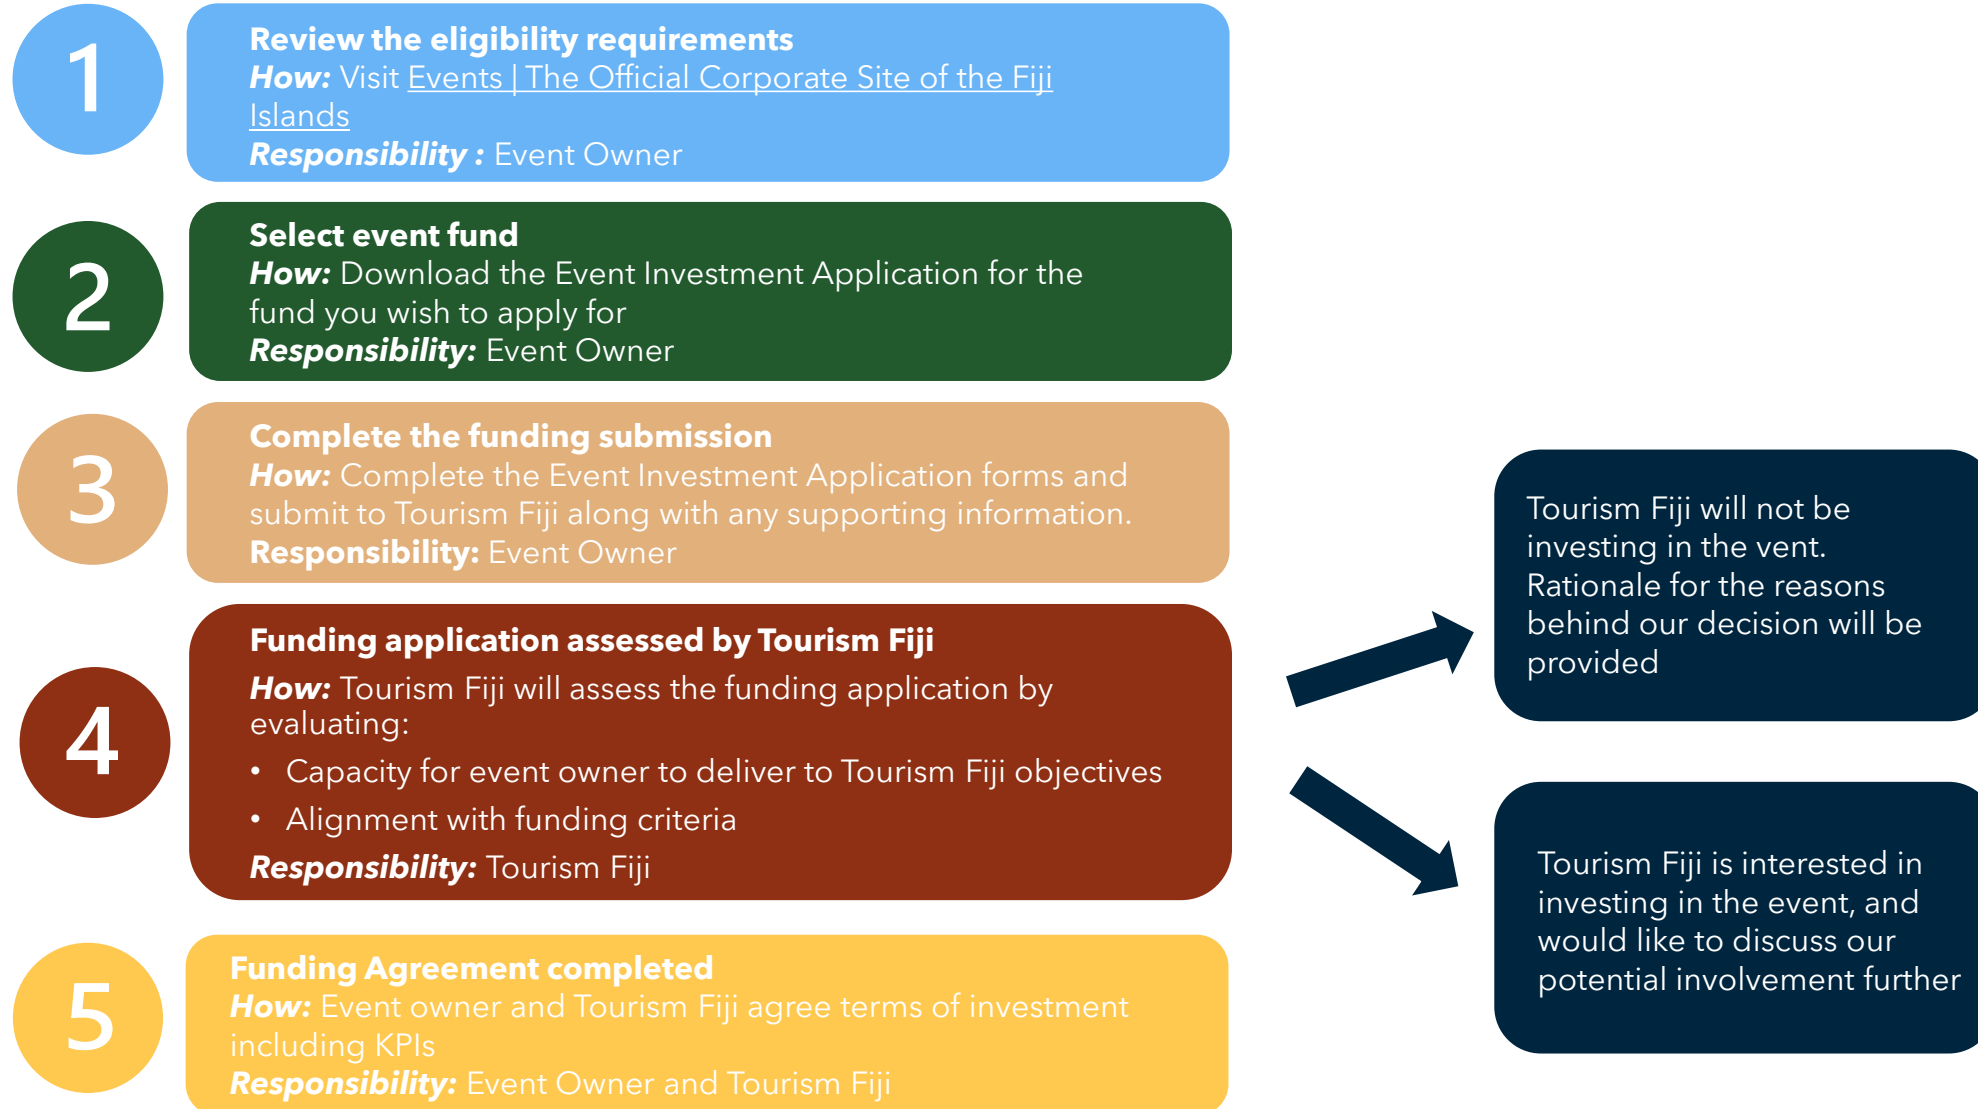 1
Review the eligibility requirements
How: Visit Events | The Official Corporate Site of the Fiji
Islands
Responsibility : Event Owner
2
Select event fund
How: Download the Event Investment Application for the
fund you wish to apply for
Responsibility: Event Owner
3
Complete the funding submission
How: Complete the Event Investment Application forms and
submit to Tourism Fiji along with any supporting information.
Responsibility: Event Owner
4
Funding application assessed by Tourism Fiji
How: Tourism Fiji will assess the funding application by
evaluating:
• Capacity for event owner to deliver to Tourism Fiji objectives
• Alignment with funding criteria
Responsibility: Tourism Fiji
Tourism Fiji will not be
investing in the vent.
Rationale for the reasons
behind our decision will be
provided
Tourism Fiji is interested in
investing in the event, and
would like to discuss our
potential involvement further
5
Funding Agreement completed
How: Event owner and Tourism Fiji agree terms of investment
including KPIs
Responsibility: Event Owner and Tourism Fiji